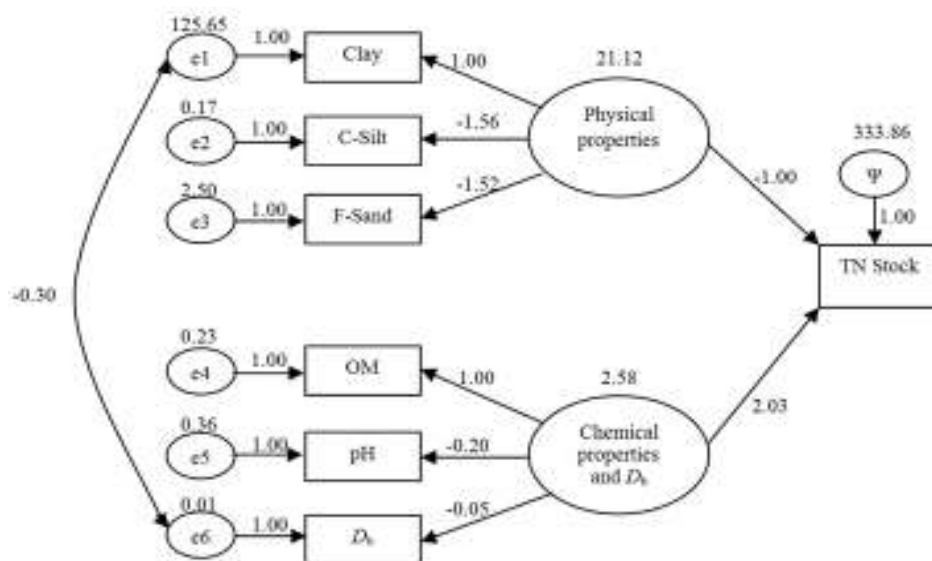 125.65
e1
1.00
Clay
1.00
21.12
Physical
properties
0.17
e2
1.00
C-Silt
-1.56
2.50
e3
1.00
F-Sand
-1.52
333.86
Ψ
1.00
-1.00
TN Stock
-0.30
0.23
e4
1.00
OM
1.00
2.58
Chemical
properties
and Db
2.03
0.36
e5
1.00
pH
-0.20
0.01
e6
1.00
Db
-0.05